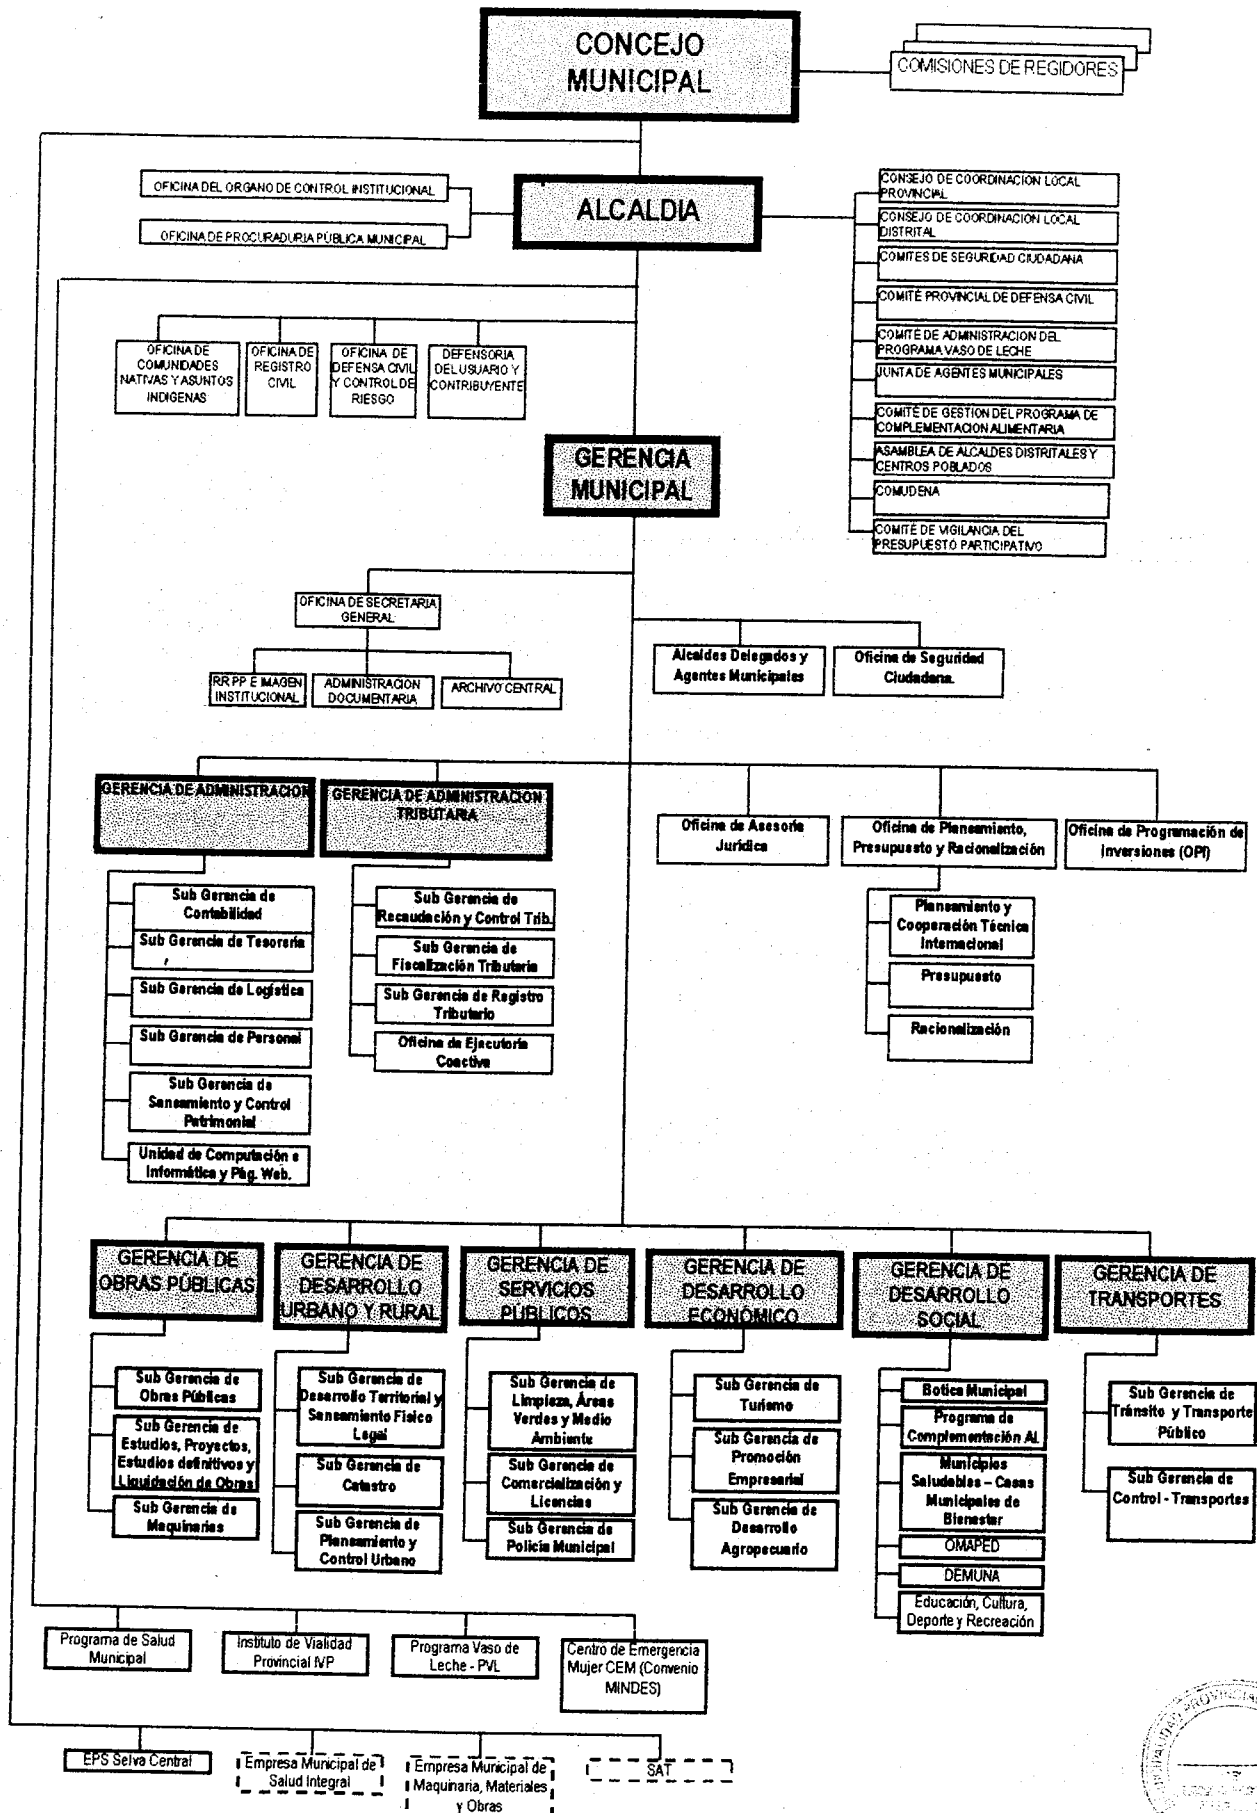 CONCEJO
MUNICIPAL
COMISIONES DE REGIDORES
OFICINA DEL ORGANO DE CONTROL INSTITUCIONAL
OFICINA DE PROCURADURIA PÚBLICA MUNICIPAL
ALCALDIA
CONSEJO DE COORDINACION LOCAL
PROVINCIAL
CONSEJO DE COORDINACION LOCAL
DISTRITAL
COMITES DE SEGURIDAD CIUDADANA
COMITÉ PROVINCIAL DE DEFENSA CIVIL
COMITÉ DE ADMINISTRACION DEL
PROGRAMA VASO DE LECHE
JUNTA DE AGENTES MUNICIPALES
COMITÉ DE GESTION DEL PROGRAMA DE
COMPLEMENTACION ALIMENTARIA
ASAMBLEA DE ALCALDES DISTRITALES Y
CENTROS POBLADOS
COMUDENA
COMITÉ DE VIGILANCIA DEL
PRESUPUESTO PARTICIPATIVO
OFICINA DE
COMUNIDADES
NATIVAS Y ASUNTOS
INDIGENAS
OFICINA DE
REGISTRO
CIVIL
OFICINA DE
DEFENSA CIVIL
Y CONTROL DE
RIESGO
DEFENSORIA
DEL USUARIO Y
CONTRIBUYENTE
GERENCIA
MUNICIPAL
OFICINA DE SECRETARIA
GENERAL
RR PP E IMAGEN
INSTITUCIONAL
ADMINISTRACION
DOCUMENTARIA
ARCHIVO CENTRAL
Alcaldes Delegados y
Agentes Municipales
Oficina de Seguridad
Ciudadana.
GERENCIA DE ADMINISTRACION
GERENCIA DE ADMINISTRACION
TRIBUTARIA
Oficina de Asesoría
Jurídica
Oficina de Planeamiento,
Presupuesto y Racionalización
Oficina de Programación de
Inversiones (OPI)
Sub Gerencia de
Contabilidad
Sub Gerencia de Tesorería
Sub Gerencia de Logística
Sub Gerencia de Personal
Sub Gerencia de
Saneamiento y Control
Patrimonial
Unidad de Computación e
Informática y Pág. Web.
Sub Gerencia de
Recaudación y Control Trib.
Sub Gerencia de
Fiscalización Tributaria
Sub Gerencia de Registro
Tributario
Oficina de Ejecutoría
Coactiva
Planeamiento y
Cooperación Técnica
Internacional
Presupuesto
Racionalización
GERENCIA DE
OBRAS PÚBLICAS
GERENCIA DE
DESARROLLO
URBANO Y RURAL
GERENCIA DE
SERVICIOS
PÚBLICOS
GERENCIA DE
DESARROLLO
ECONÓMICO
GERENCIA DE
DESARROLLO
SOCIAL
GERENCIA DE
TRANSPORTES
Sub Gerencia de
Obras Públicas
Sub Gerencia de
Estudios, Proyectos,
Estudios definitivos y
Liquidación de Obras
Sub Gerencia de
Maquinarias
Sub Gerencia de
Desarrollo Territorial y
Saneamiento Físico
Legal
Sub Gerencia de
Catastro
Sub Gerencia de
Planeamiento y
Control Urbano
Sub Gerencia de
Limpieza, Áreas
Verdes y Medio
Ambiente
Sub Gerencia de
Comercialización y
Licencias
Sub Gerencia de
Policía Municipal
Sub Gerencia de
Turismo
Sub Gerencia de
Promoción
Empresarial
Sub Gerencia de
Desarrollo
Agropecuario
Botica Municipal
Programa de
Complementación AL
Municipios
Saludables – Casas
Municipales de
Bienestar
OMAPED
DEMUNA
Educación, Cultura,
Deporte y Recreación
Sub Gerencia de
Tránsito y Transporte
Público
Sub Gerencia de
Control - Transportes
Programa de Salud
Municipal
Instituto de Vialidad
Provincial IVP
Programa Vaso de
Leche - PVL
Centro de Emergencia
Mujer CEM (Convenio
MINDES)
EPS Selva Central
Empresa Municipal de
Salud Integral
Empresa Municipal de
Maquinaria, Materiales
y Obras
SAT